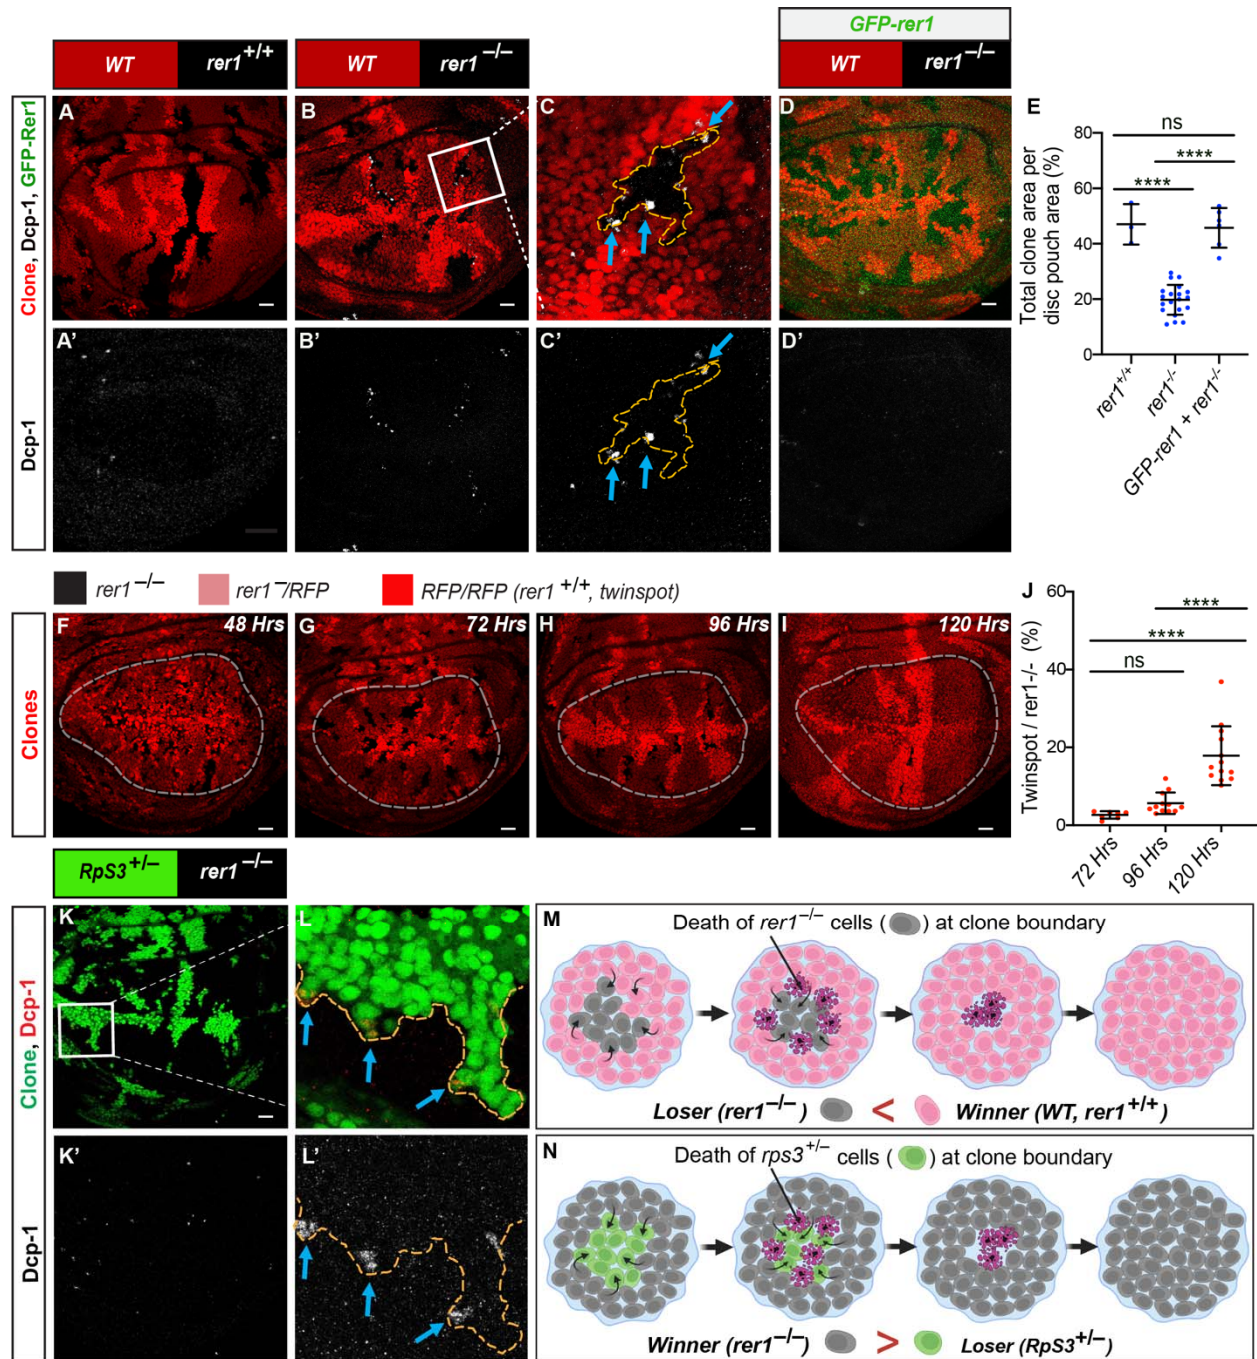 GFP-rer1
WT rer1+/+
WT rer1−/−
WT rer1−/−
Clone, Dcp-1, GFP-Rer1
A
B
C
D
E
Total clone area per
disc pouch area (%)
80
60
40
20
0
ns
****
****
rer1+/+
rer1-/-
GFP-rer1 + rer1-/-
Dcp-1
A'
B'
C'
D'
rer1−/−
rer1−/RFP
RFP/RFP (rer1 +/+, twinspot)
Clones
F 48 Hrs
G 72 Hrs
H 96 Hrs
I 120 Hrs
J
Twinspot / rer1-/- (%)
60
40
20
0
****
****
ns
72 Hrs
96 Hrs
120 Hrs
RpS3+/−
rer1−/−
Clone, Dcp-1
K
L
M
Death of rer1−/− cells ( ) at clone boundary
Loser (rer1−/−) < Winner (WT, rer1+/+)
Dcp-1
K'
L'
N
Death of rps3+/− cells ( ) at clone boundary
Winner (rer1−/−) > Loser (RpS3+/−)